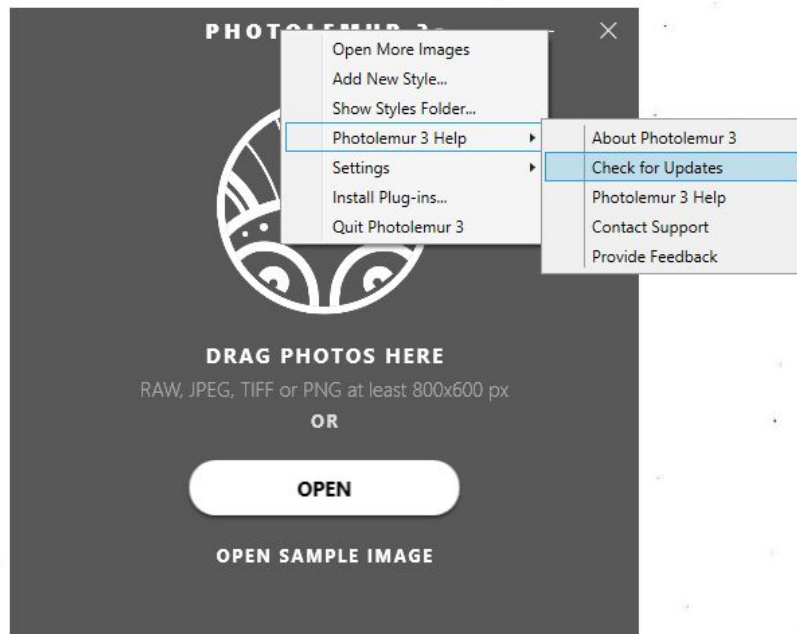 Open More Images
Add New Style...
Show Styles Folder...
Photolemur 3 Help
Settings
Install Plug-ins...
Quit Photolemur 3
About Photolemur 3
Check for Updates
Photolemur 3 Help
Contact Support
Provide Feedback
DRAG PHOTOS HERE
RAW, JPEG, TIFF or PNG at least 800x600 px
OR
OPEN
OPEN SAMPLE IMAGE